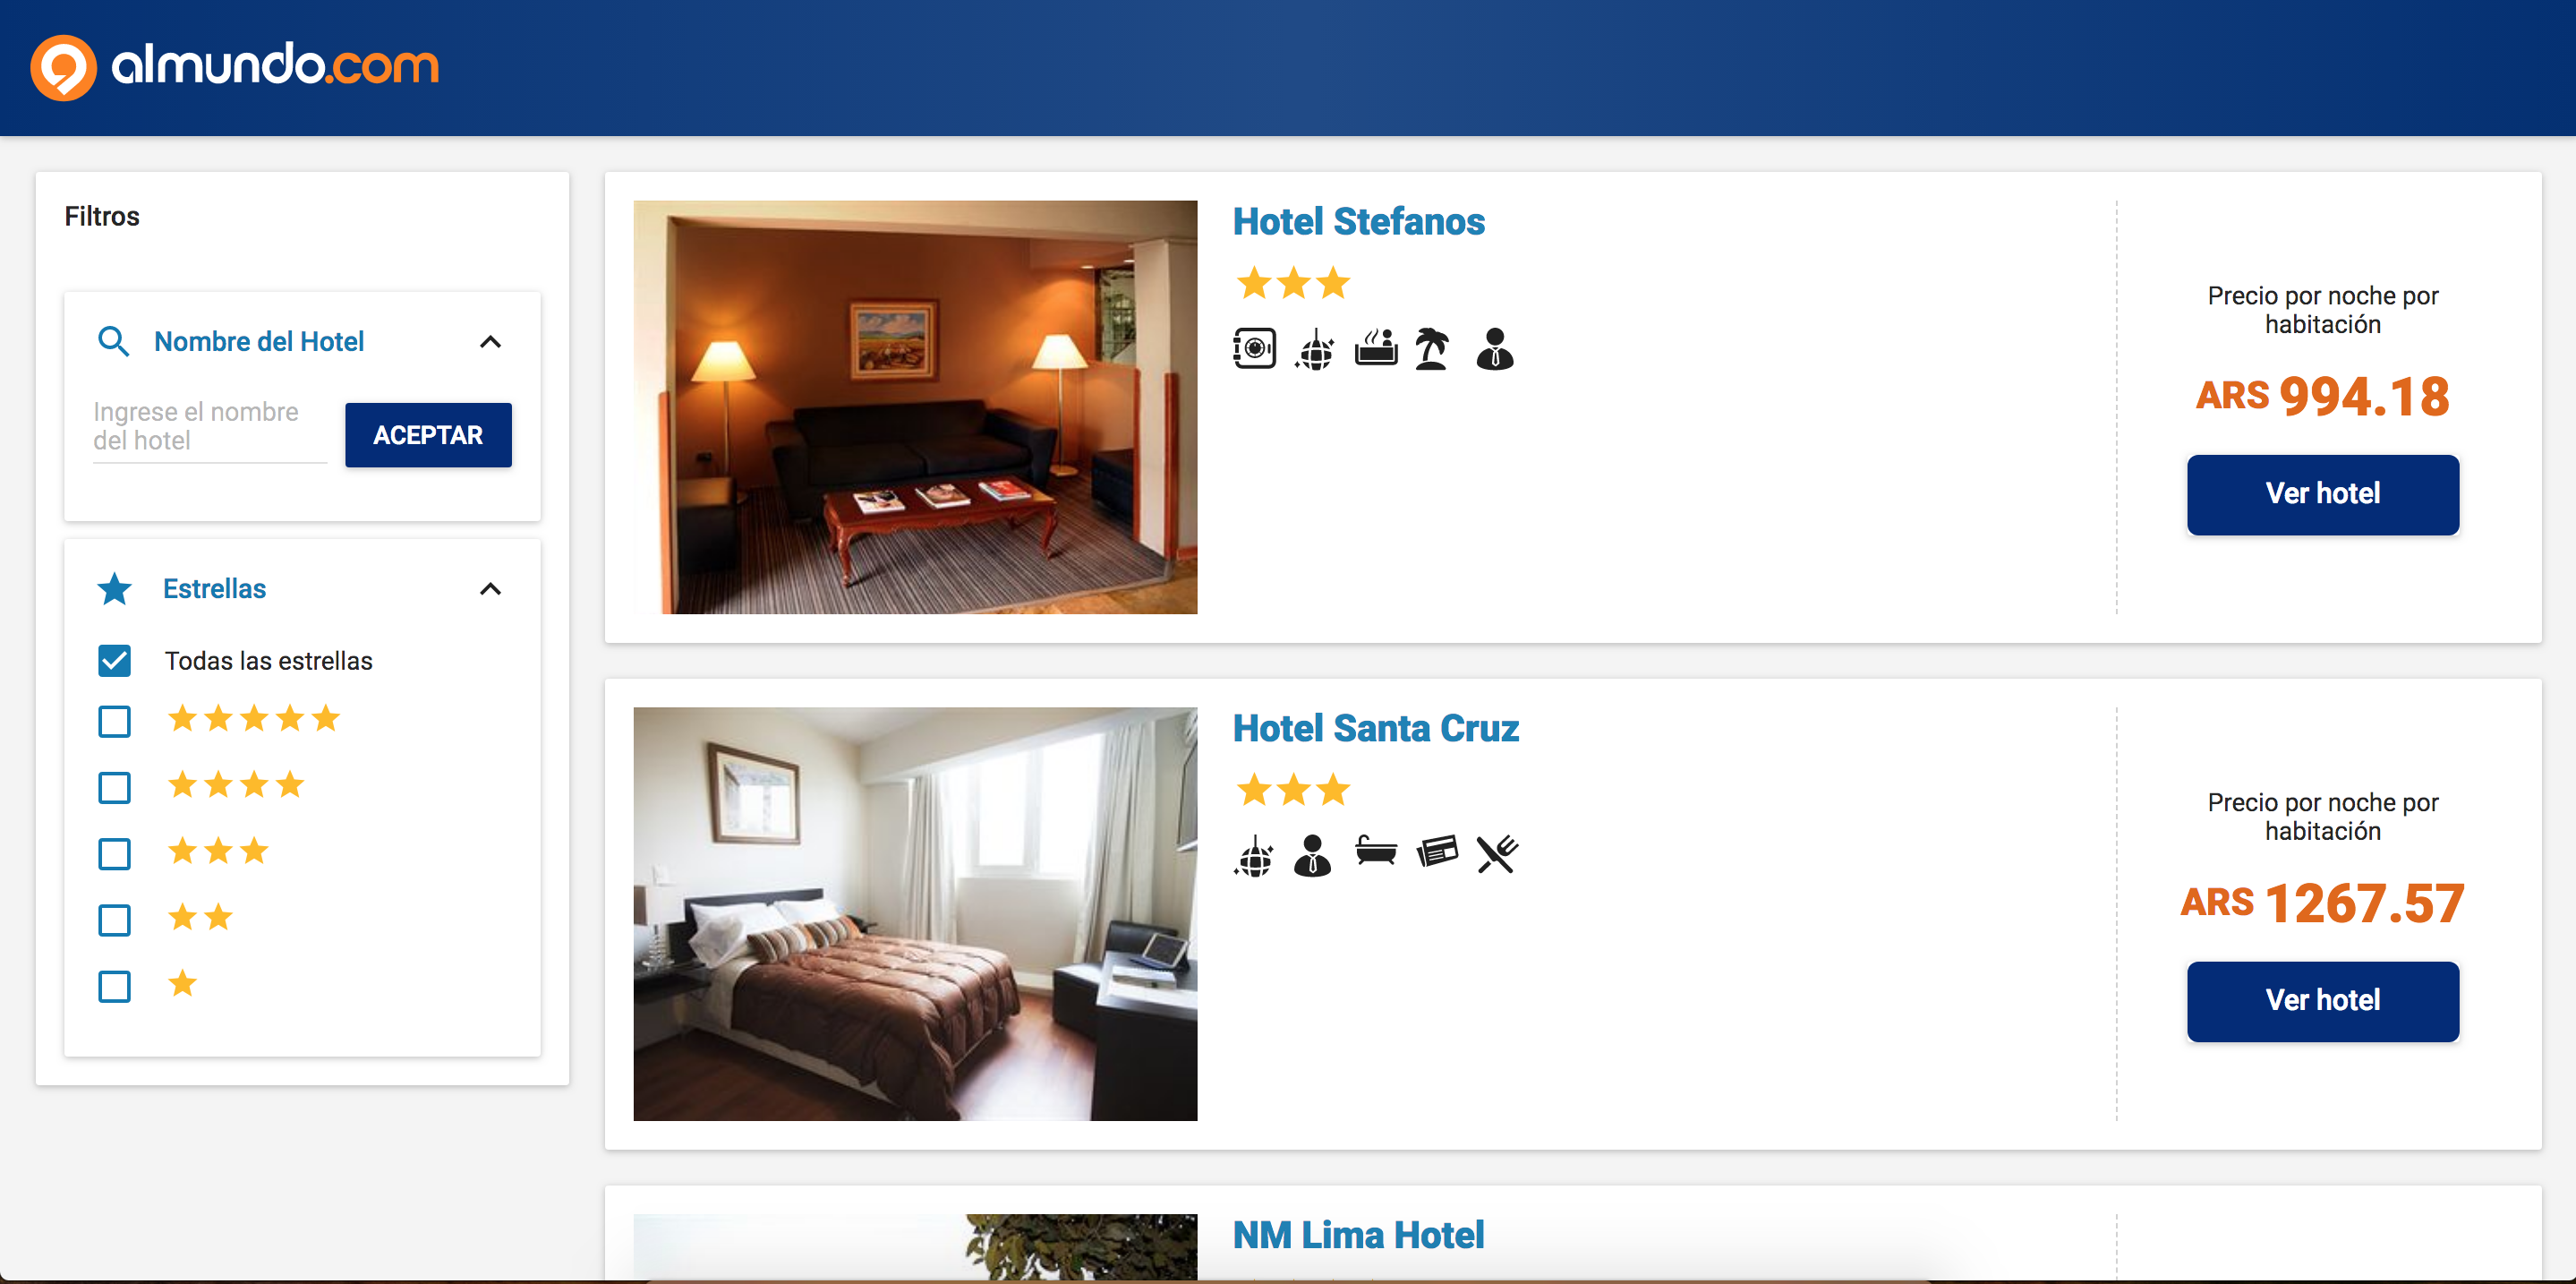 almundo.com
Filtros
Nombre del Hotel
Ingrese el nombre
del hotel
ACEPTAR
Estrellas
Todas las estrellas
Hotel Stefanos
Precio por noche por
habitación
ARS 994.18
Ver hotel
Hotel Santa Cruz
Precio por noche por
habitación
ARS 1267.57
Ver hotel
NM Lima Hotel